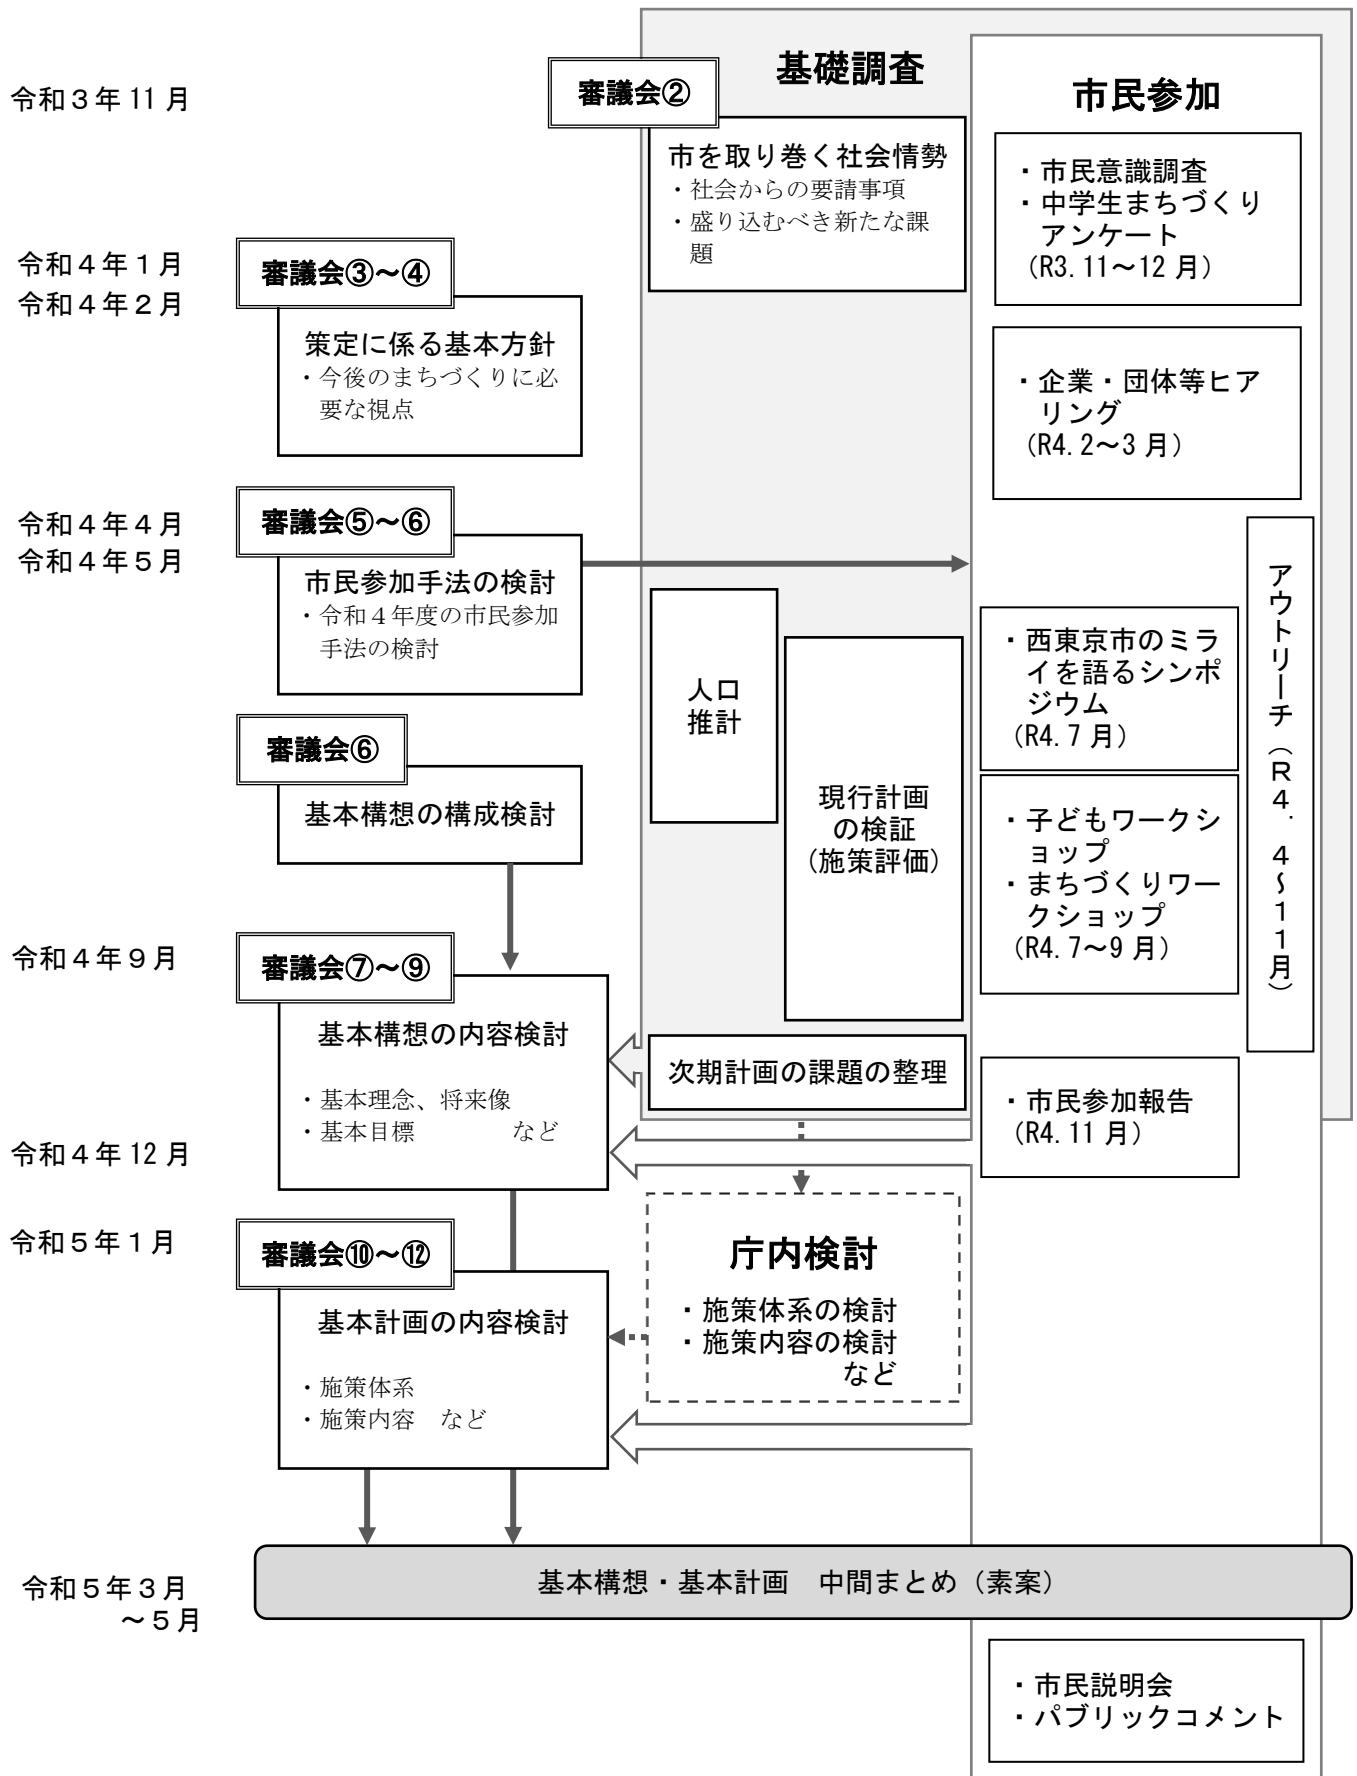 基礎調査
市民参加
令和３年 11 月
審議会②
市を取り巻く社会情勢
・社会からの要請事項
・盛り込むべき新たな課
題
・市民意識調査
・中学生まちづくり
アンケート
（R3. 11～12 月）
令和４年１月
令和４年２月
審議会③～④
策定に係る基本方針
・今後のまちづくりに必
要な視点
・企業・団体等ヒア
リング
（R4. 2～3 月）
令和４年４月
令和４年５月
審議会⑤～⑥
市民参加手法の検討
・令和４年度の市民参加
手法の検討
人口
推計
現行計画
の検証
（施策評価）
・西東京市のミラ
イを語るシンポ
ジウム
（R4. 7 月）
アウトリーチ（Ｒ４．４～１１月）
審議会⑥
基本構想の構成検討
・子どもワークシ
ョップ
・まちづくりワー
クショップ
（R4. 7～9 月）
令和４年９月
審議会⑦～⑨
基本構想の内容検討
・基本理念、将来像
・基本目標　　　　など
次期計画の課題の整理
・市民参加報告
（R4. 11 月）
令和４年 12 月
令和５年１月
審議会⑩～⑫
基本計画の内容検討
・施策体系
・施策内容　など
庁内検討
・施策体系の検討
・施策内容の検討
など
令和５年３月
～５月
基本構想・基本計画　中間まとめ（素案）
・市民説明会
・パブリックコメント